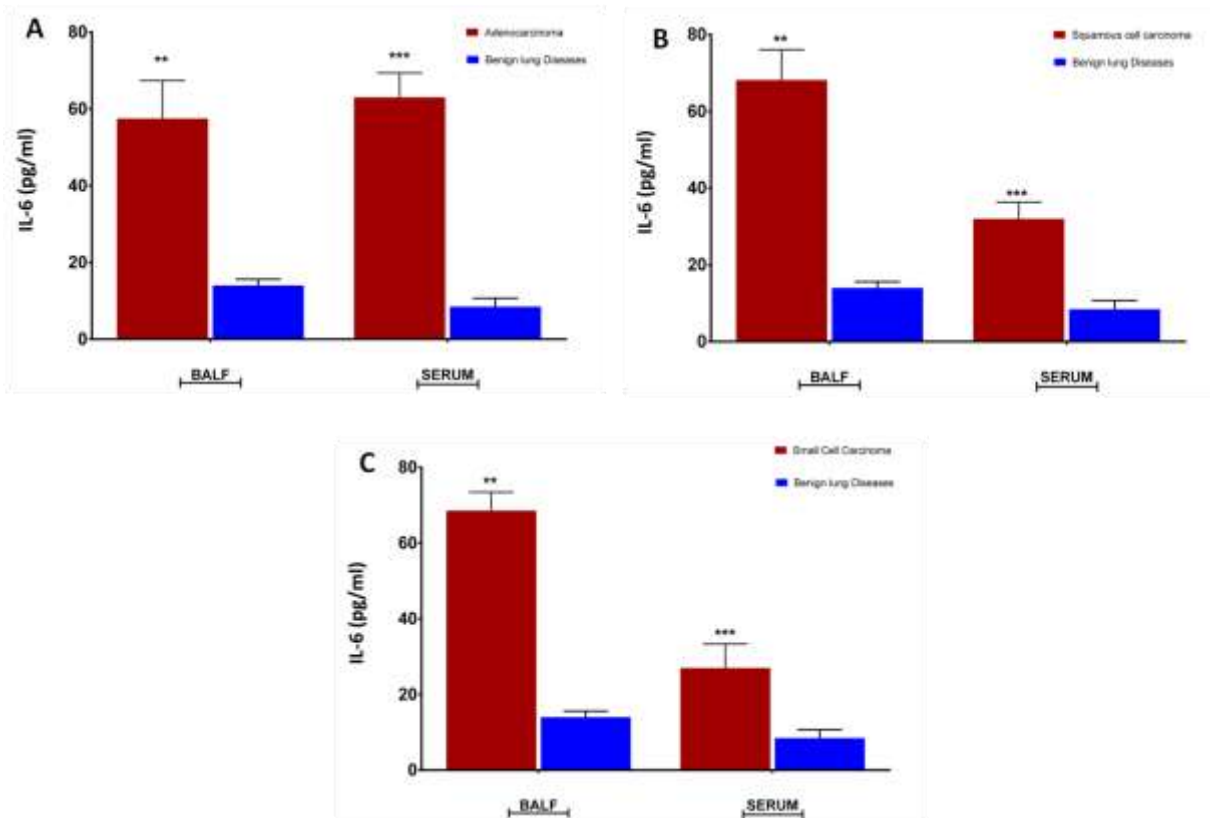 A
80
60
40
20
0
IL-6 (pg/ml)
**
***
Adenocarcinoma
Benign lung Diseases
BALF
SERUM
B
80
60
40
20
0
IL-6 (pg/ml)
**
***
Squamous cell carcinoma
Benign lung Diseases
BALF
SERUM
C
80
60
40
20
0
IL-6 (pg/ml)
**
***
Small Cell Carcinoma
Benign lung Diseases
BALF
SERUM